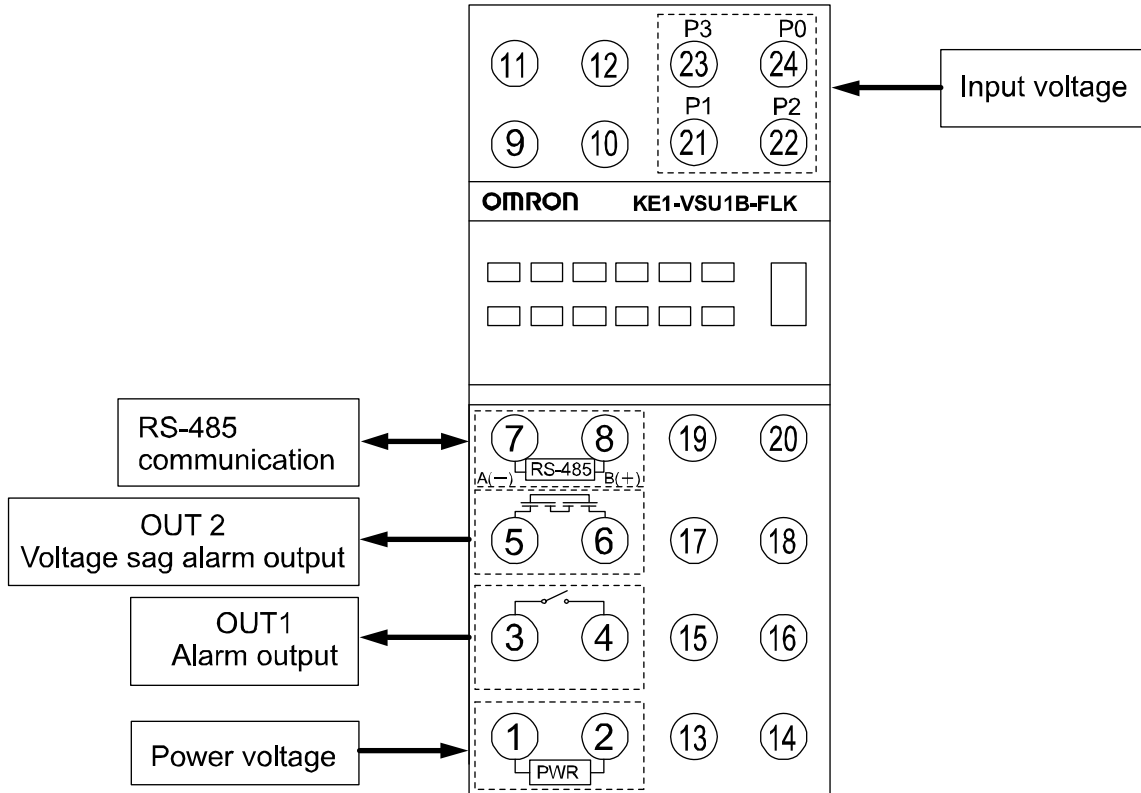 P3 P0
11 12 23 24
Input voltage
P1 P2
9 10 21 22
OMRON KE1-VSU1B-FLK
RS-485
communication
7 8 19 20
RS-485
A(−) B(+)
OUT 2
Voltage sag alarm output
5 6 17 18
OUT1
Alarm output
3 4 15 16
Power voltage
1 2 13 14
PWR